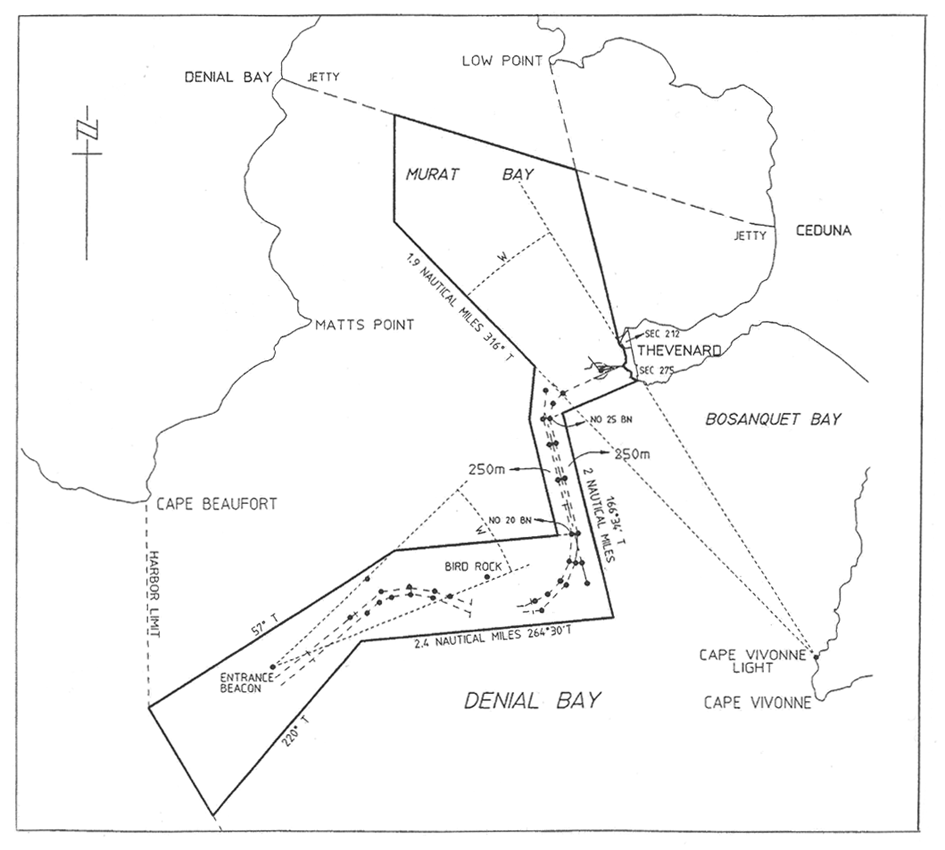 LOW POINT
DENIAL BAY
JETTY
N
MURAT BAY
JETTY
CEDUNA
W
1.9 NAUTICAL MILES 316° T
MATTS POINT
SEC 212
THEVENARD
SEC 275
BOSANQUET BAY
NO 25 BN
250m
250m
2 NAUTICAL MILES
166°34' T
CAPE BEAUFORT
NO 20 BN
W
HARBOR LIMIT
BIRD ROCK
57° T
2.4 NAUTICAL MILES 264°30'T
ENTRANCE
BEACON
CAPE VIVONNE
LIGHT
CAPE VIVONNE
DENIAL BAY
220° T